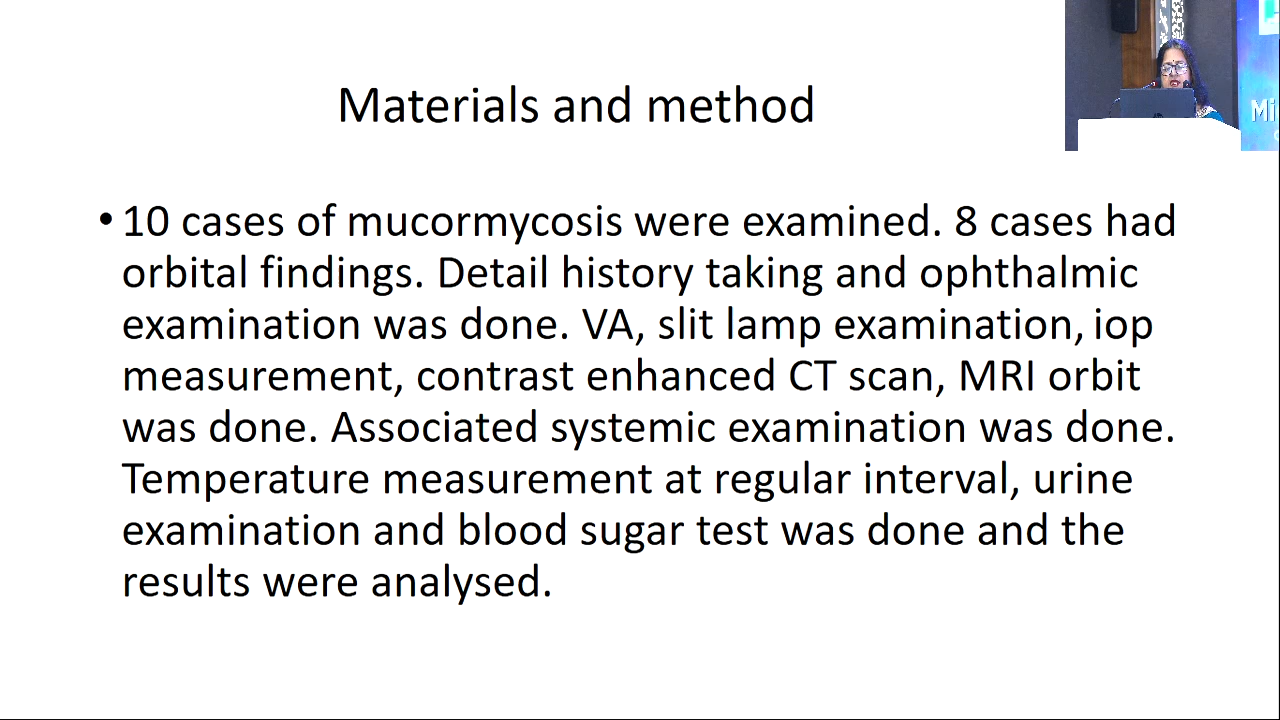 Materials and method
• 10 cases of mucormycosis were examined. 8 cases had
orbital findings. Detail history taking and ophthalmic
examination was done. VA, slit lamp examination, iop
measurement, contrast enhanced CT scan, MRI orbit
was done. Associated systemic examination was done.
Temperature measurement at regular interval, urine
examination and blood sugar test was done and the
results were analysed.